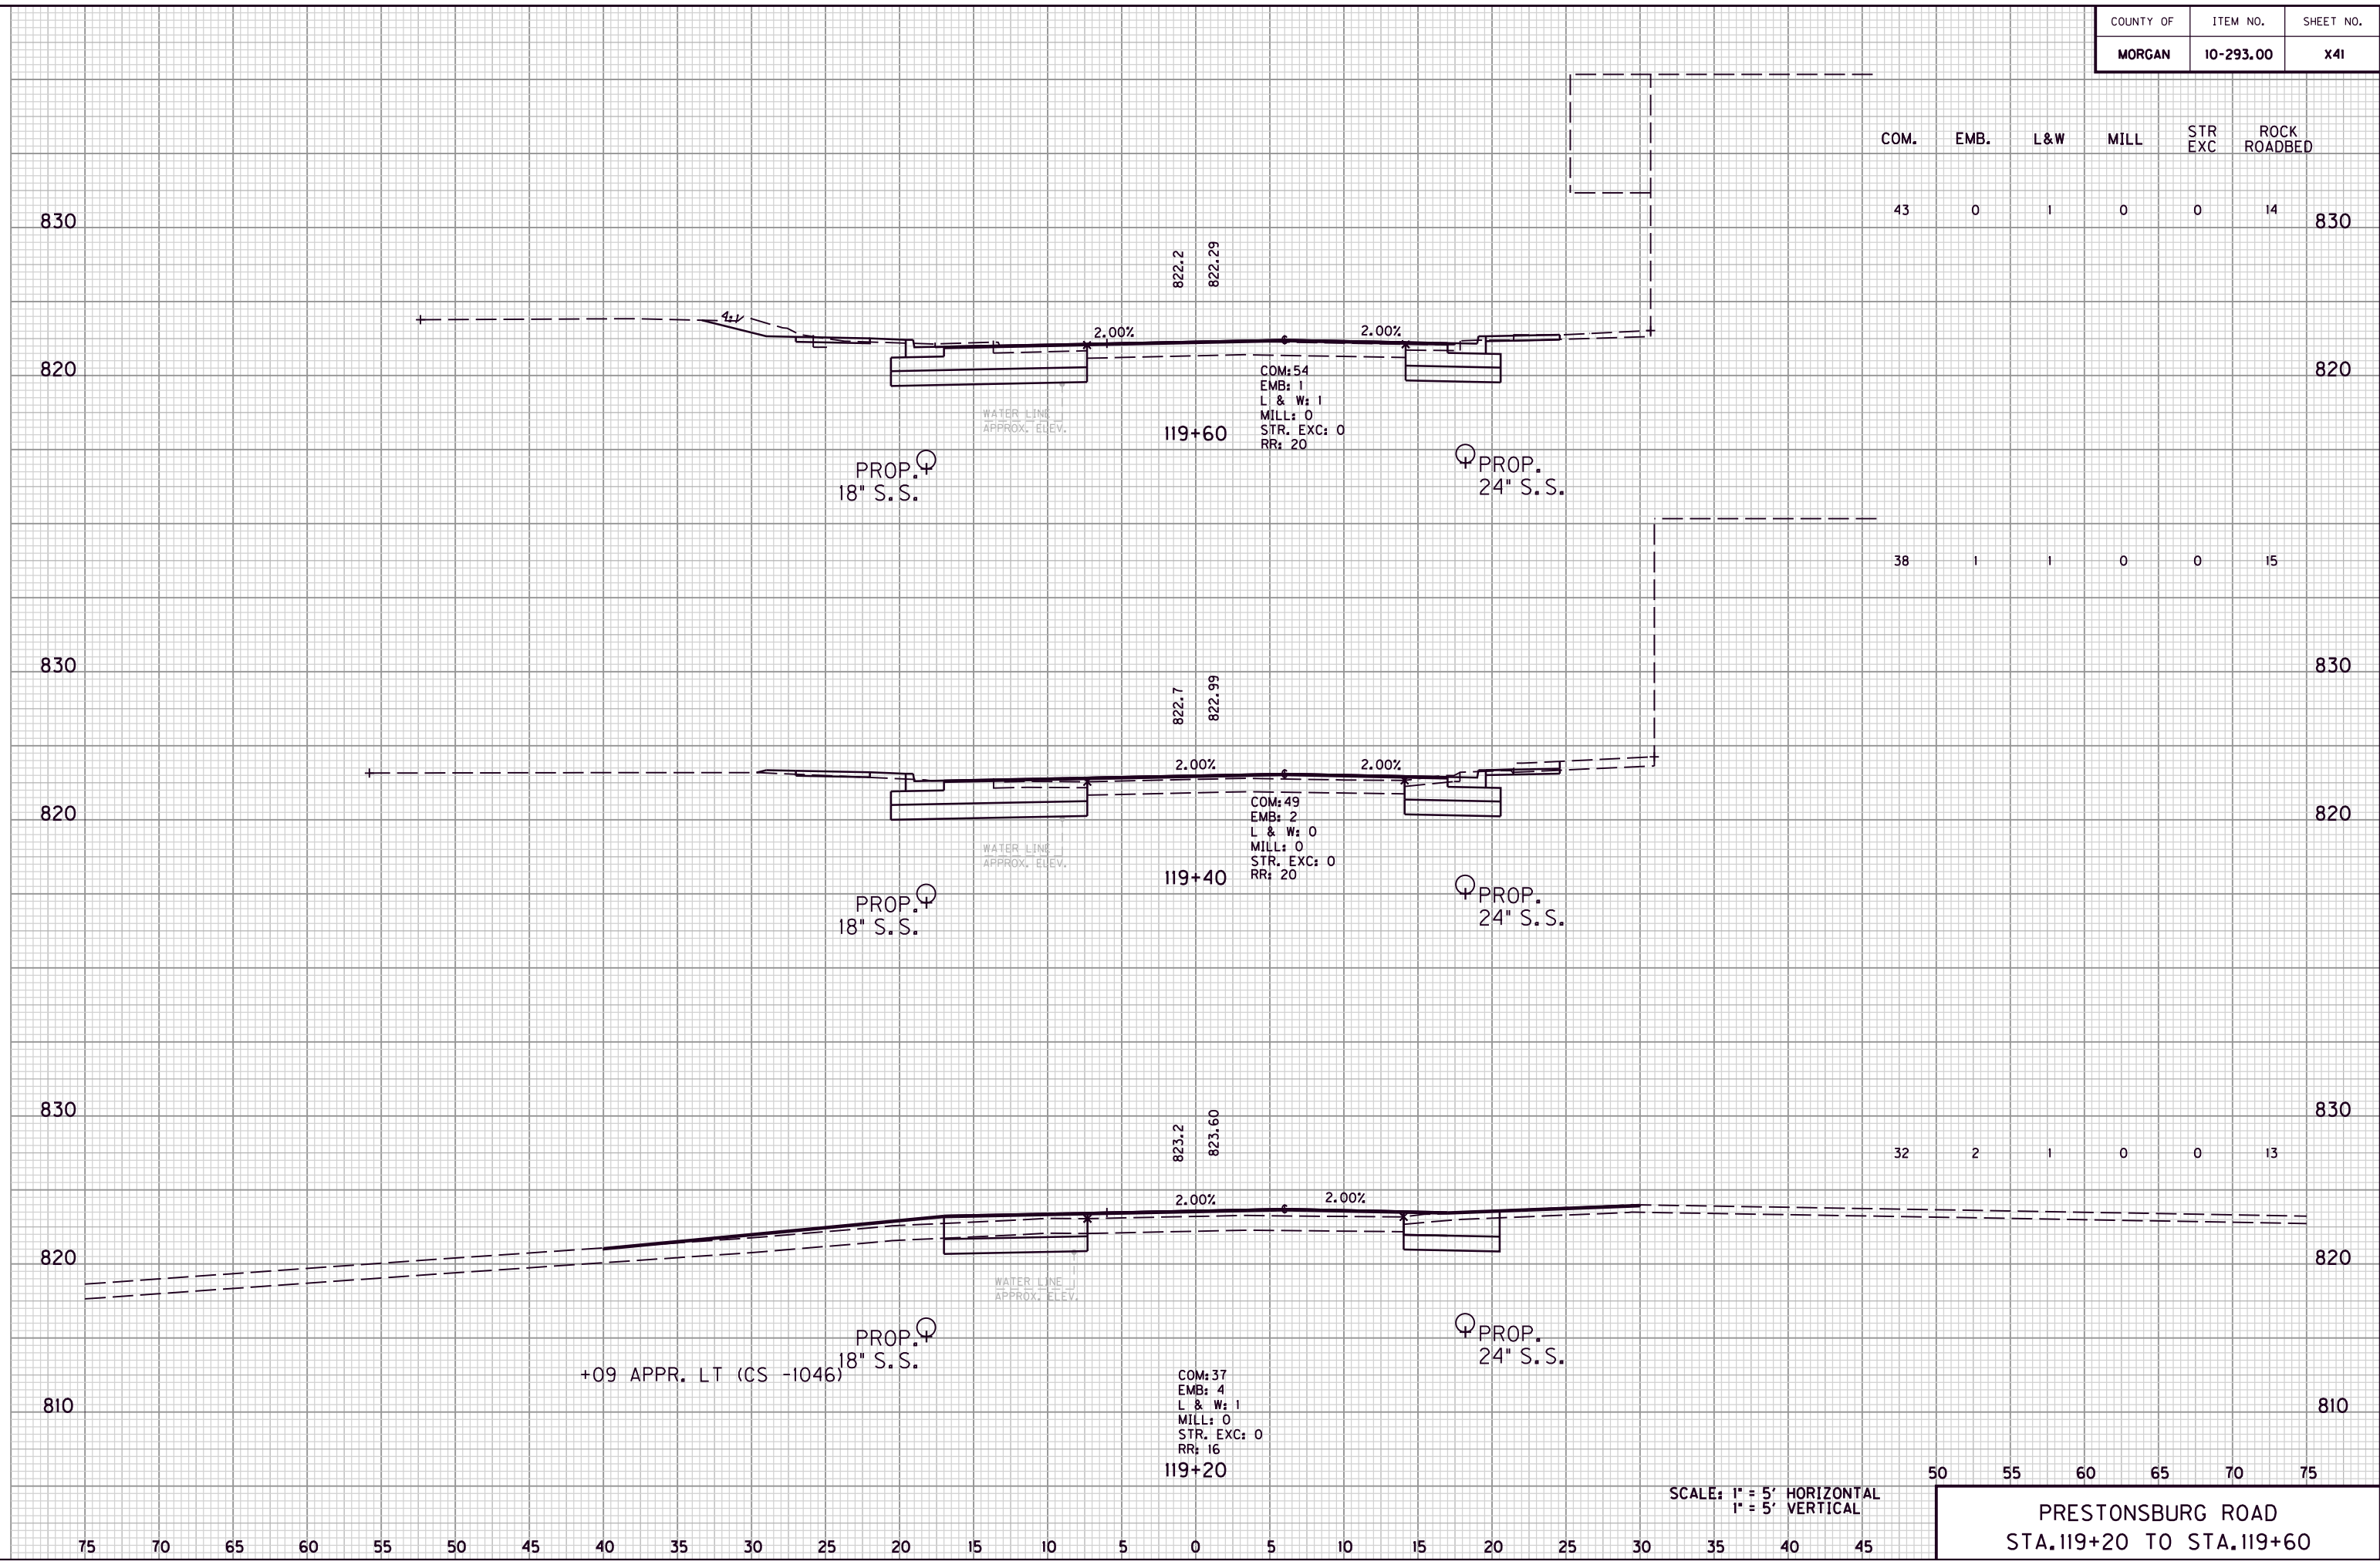 COUNTY OF ITEM NO. SHEET NO.
MORGAN 10-293.00 X41
COM. EMB. L&W MILL STR EXC ROCK ROADBED
830 43 0 1 0 0 14 830
822.2 822.29
4:1
2.00% 2.00%
820 820
COM:54
EMB: 1
L & W: 1
MILL: 0
STR. EXC: 0
RR: 20
WATER LINE
APPROX. ELEV.
119+60
PROP.
18" S.S.
PROP.
24" S.S.
38 1 1 0 0 15
830 830
822.7 822.99
2.00% 2.00%
820 820
COM:49
EMB: 2
L & W: 0
MILL: 0
STR. EXC: 0
RR: 20
WATER LINE
APPROX. ELEV.
119+40
PROP.
18" S.S.
PROP.
24" S.S.
830 830
823.2 823.60
32 2 1 0 0 13
2.00% 2.00%
820 820
WATER LINE
APPROX. ELEV.
PROP.
18" S.S.
PROP.
24" S.S.
+09 APPR. LT (CS -1046)
810 810
COM:37
EMB: 4
L & W: 1
MILL: 0
STR. EXC: 0
RR: 16
119+20
50 55 60 65 70 75
SCALE: 1" = 5' HORIZONTAL
1" = 5' VERTICAL
PRESTONSBURG ROAD
STA.119+20 TO STA.119+60
75 70 65 60 55 50 45 40 35 30 25 20 15 10 5 0 5 10 15 20 25 30 35 40 45